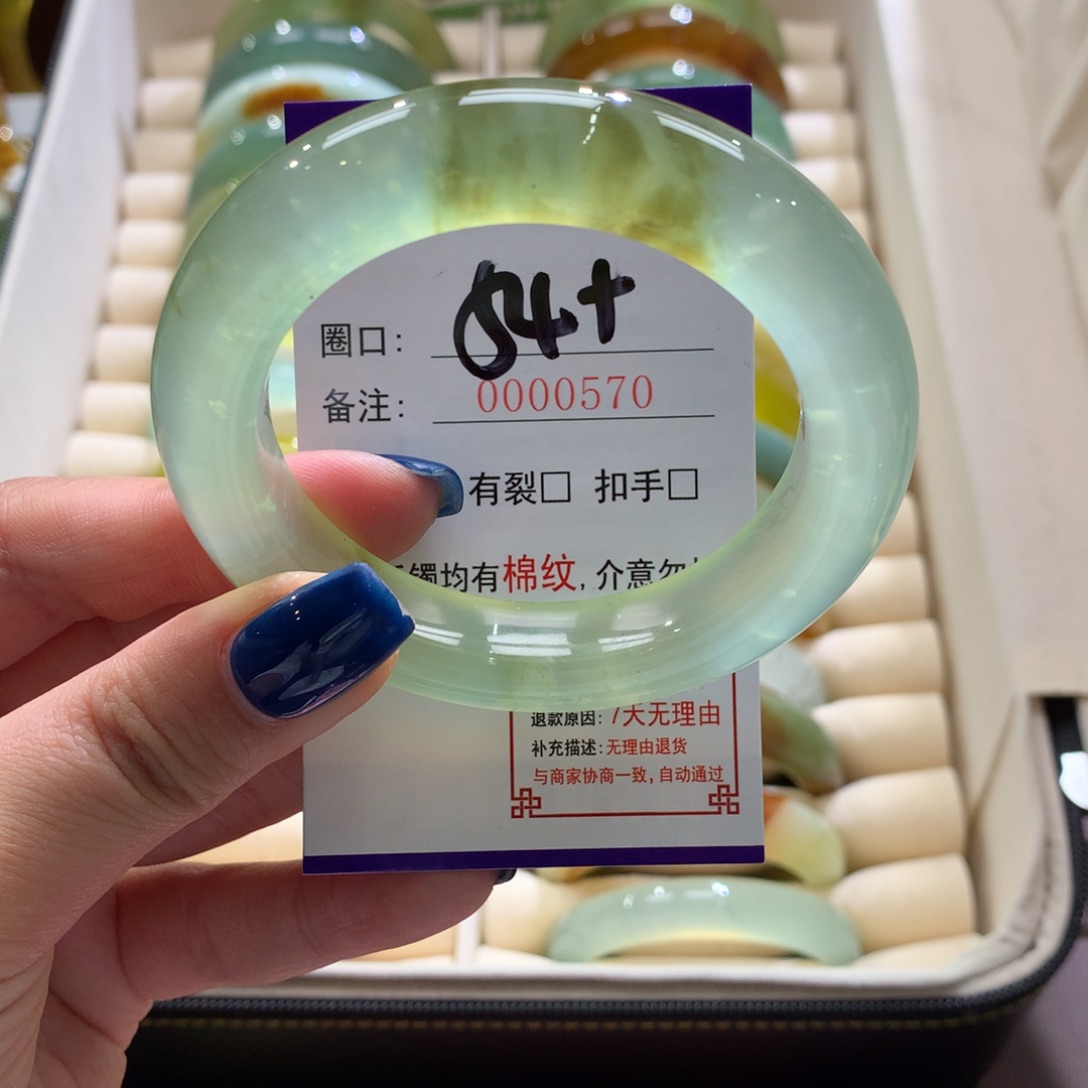 圈口: 54+
备注: 0000570
有裂□ 扣手□
镯均有棉纹, 介意勿
退款原因: 7天无理由
补充描述: 无理由退货
与商家协商一致, 自动通过